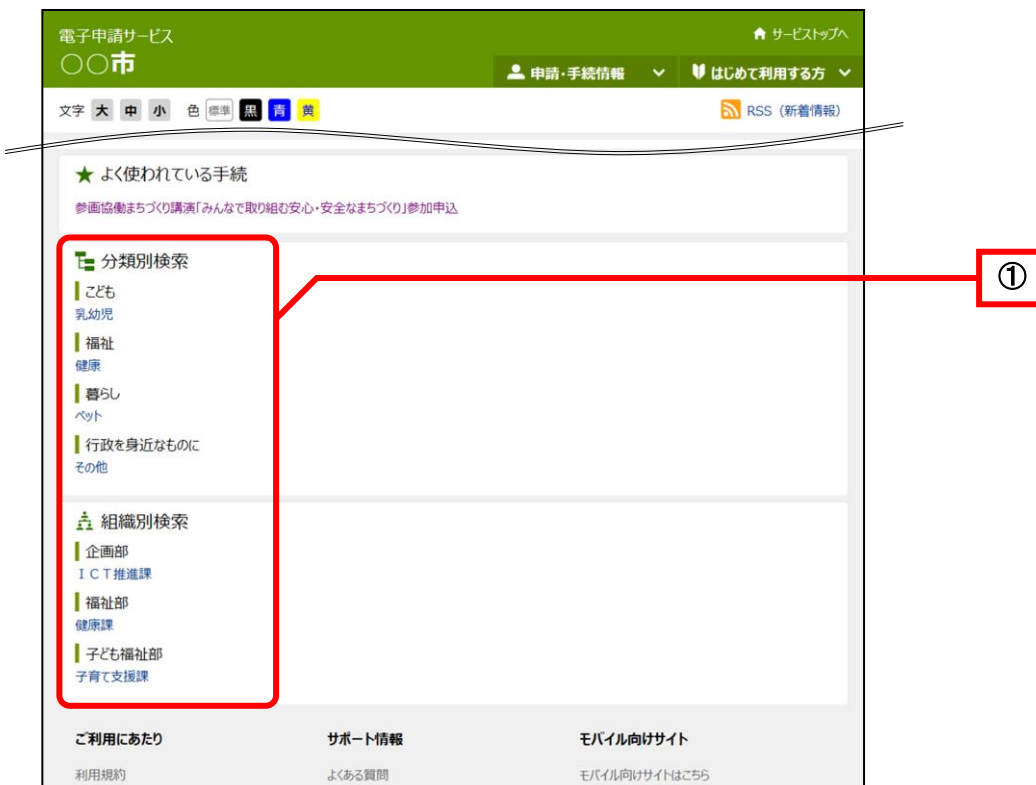 電子申請サービス
サービストップへ
○○市
申請・手続情報
はじめて利用する方
文字 大 中 小 色 標準 黒 青 黄
RSS（新着情報）
よく使われている手続
参画協働まちづくり講演「みんなで取り組む安心・安全なまちづくり」参加申込
分類別検索
こども
乳幼児
福祉
健康
暮らし
ペット
行政を身近なものに
その他
①
組織別検索
企画部
ＩＣＴ推進課
福祉部
健康課
子ども福祉部
子育て支援課
ご利用にあたり
サポート情報
モバイル向けサイト
利用規約
よくある質問
モバイル向けサイトはこちら